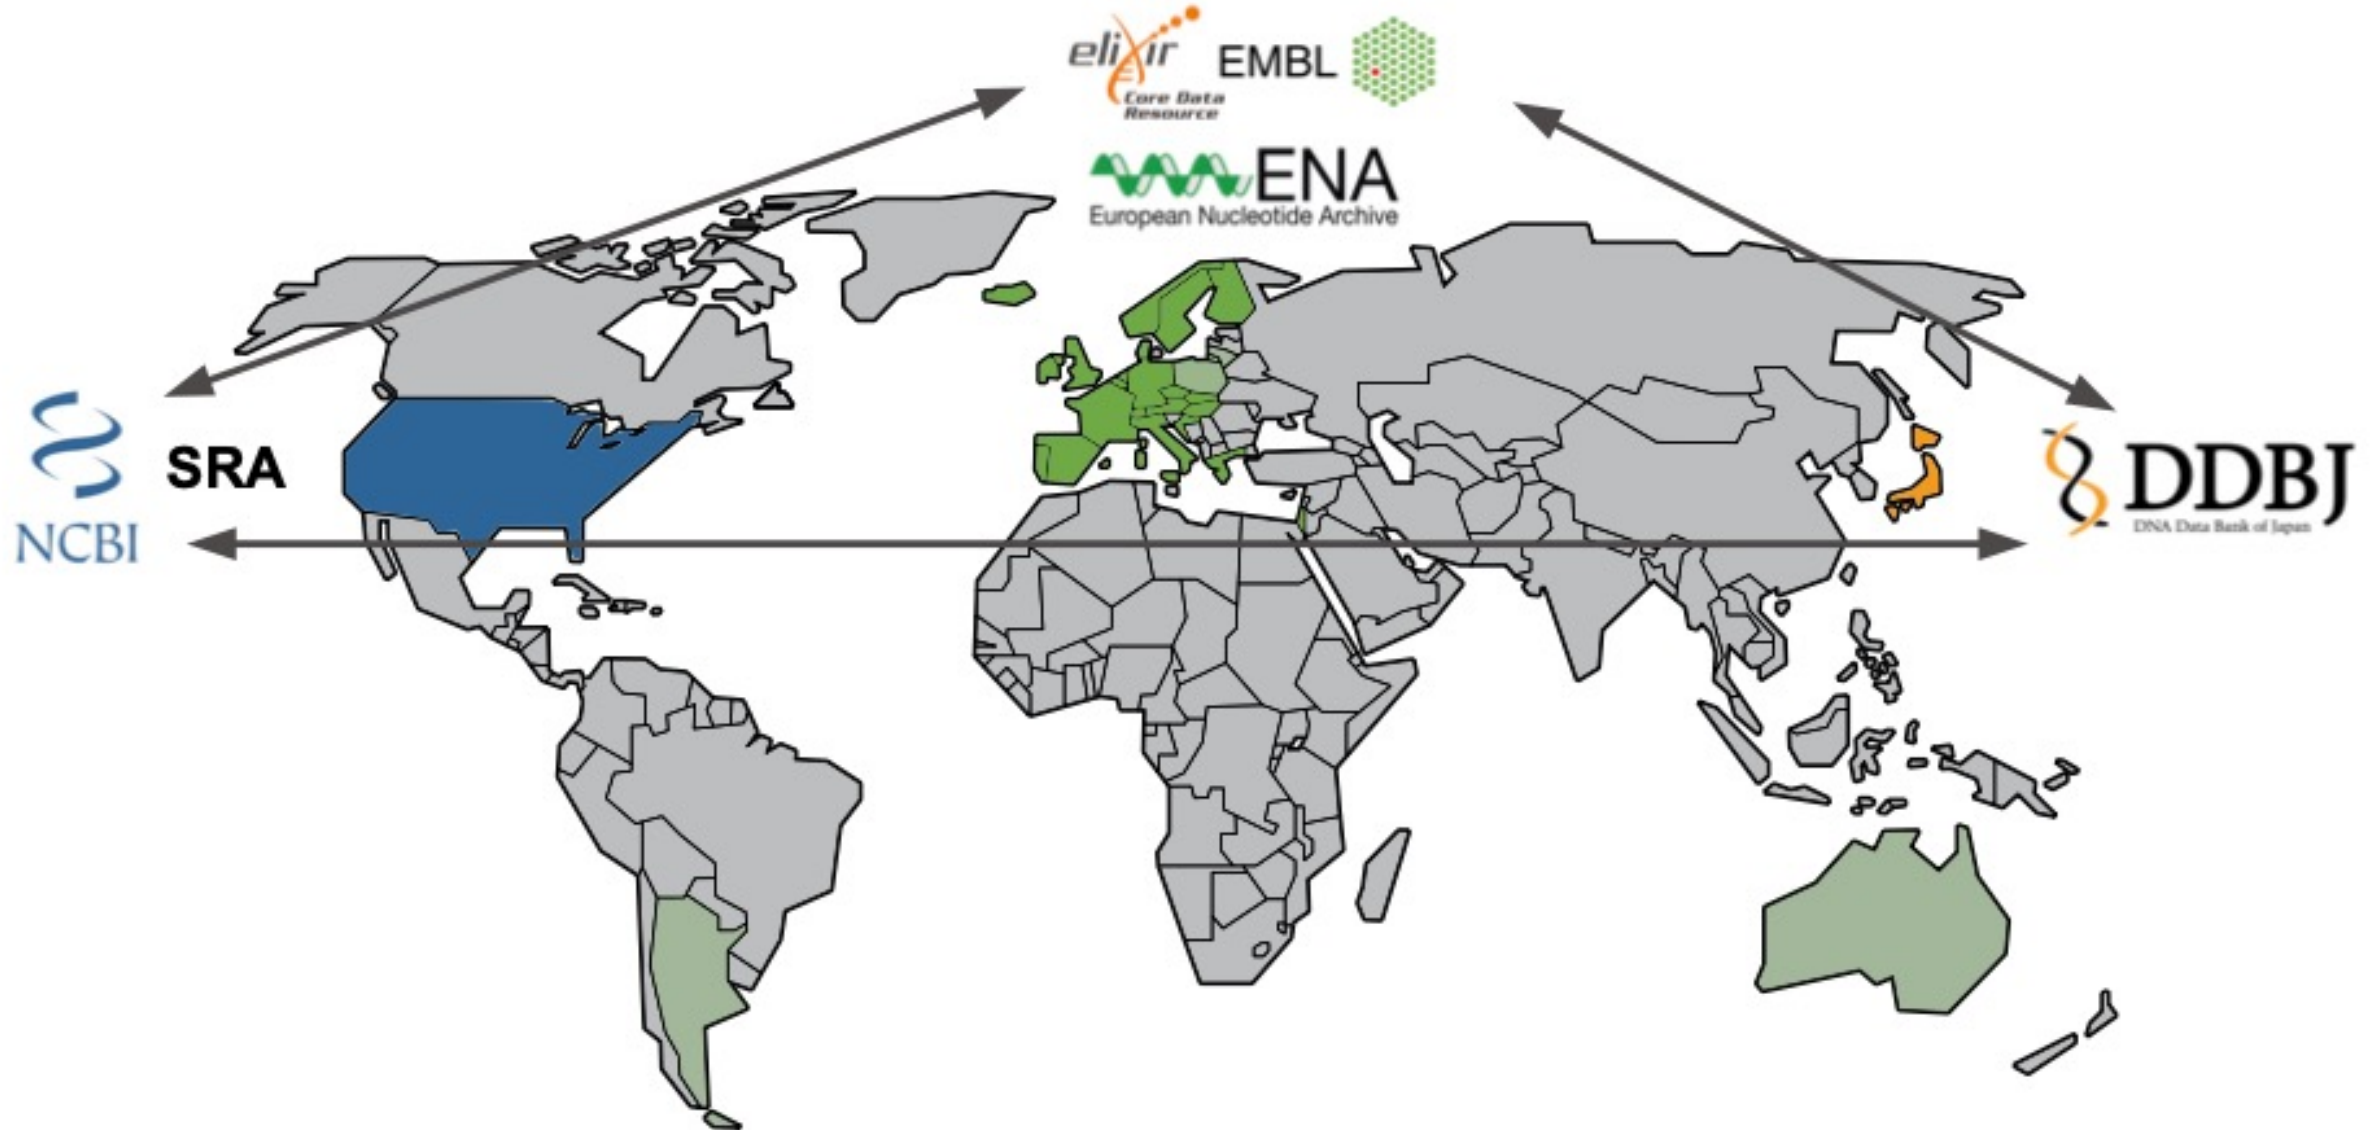 elixir
Core Data
Resource
EMBL
ENA
European Nucleotide Archive
NCBI
SRA
DDBJ
DNA Data Bank of Japan